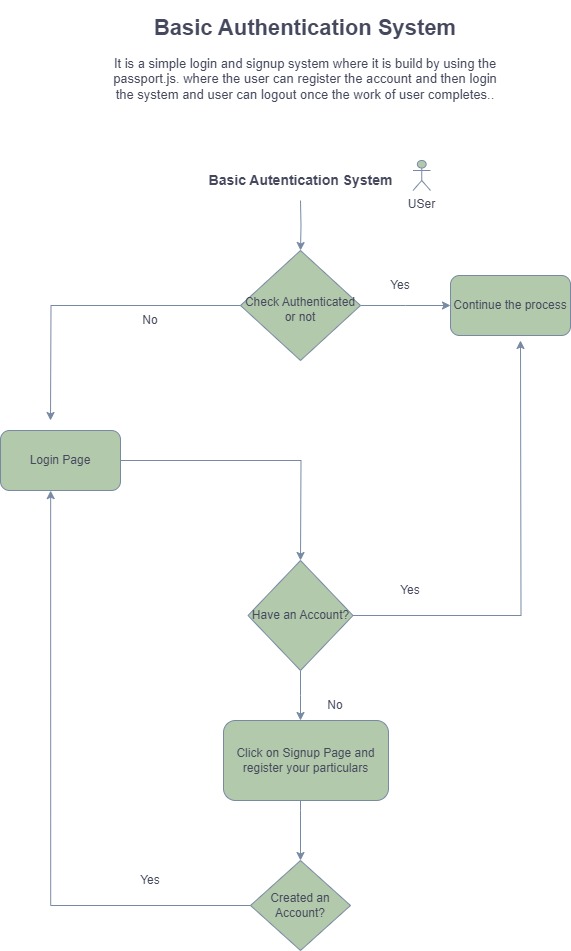 Basic Authentication System
It is a simple login and signup system where it is build by using the
passport.js. where the user can register the account and then login
the system and user can logout once the work of user completes..
Basic Autentication System
USer
Check Authenticated
or not
Yes
Continue the process
No
Login Page
Have an Account?
Yes
No
Click on Signup Page and
register your particulars
Yes
Created an
Account?